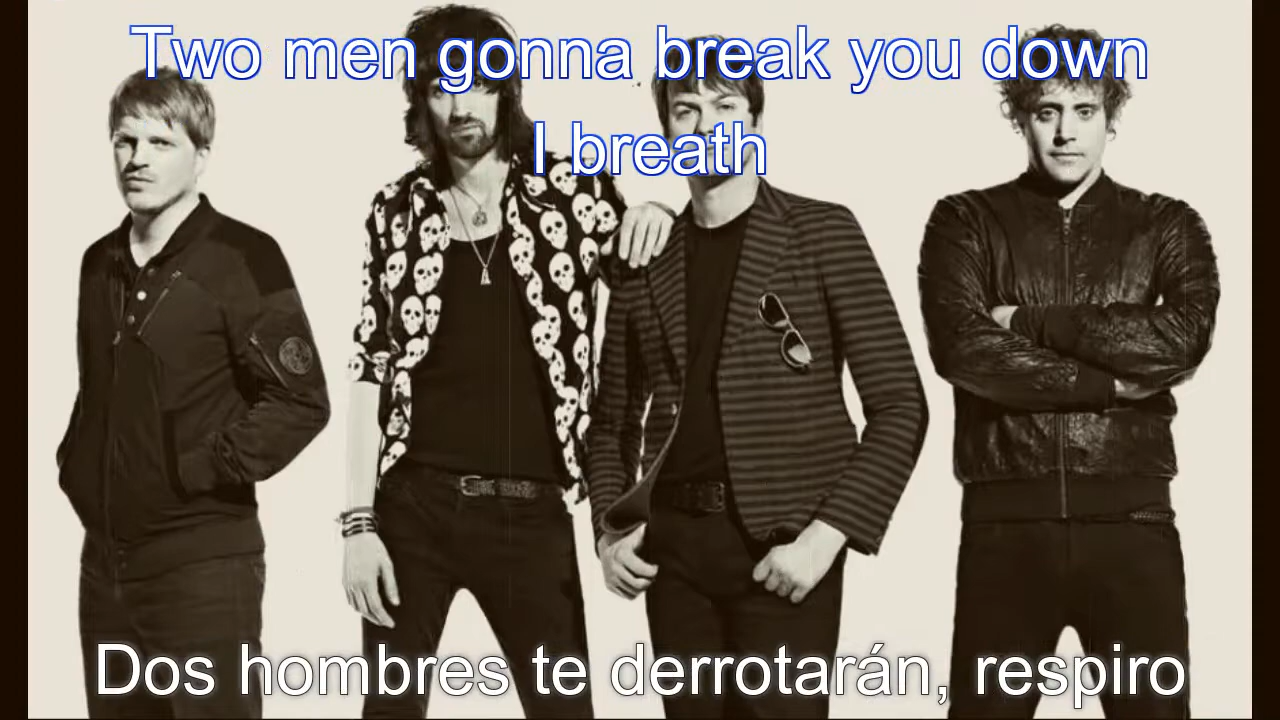 Two men gonna break you down
I breath
Dos hombres te derrotarán, respiro